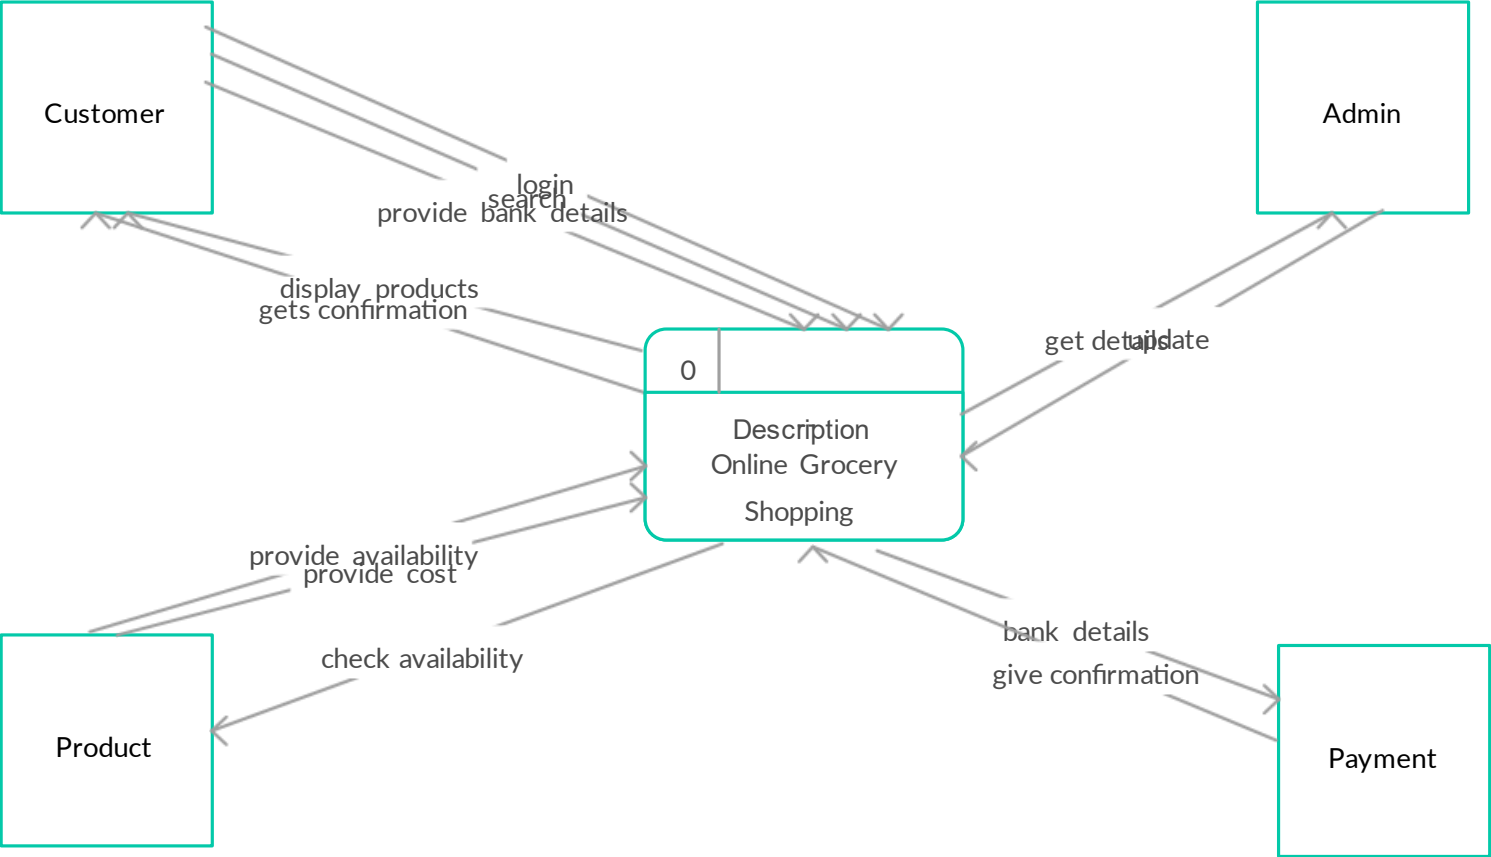 Customer
Admin
login
search
provide bank details
display products
gets confirmation
get details
update
0
Description
Online Grocery
Shopping
provide availability
provide cost
check availability
bank details
give confirmation
Product
Payment